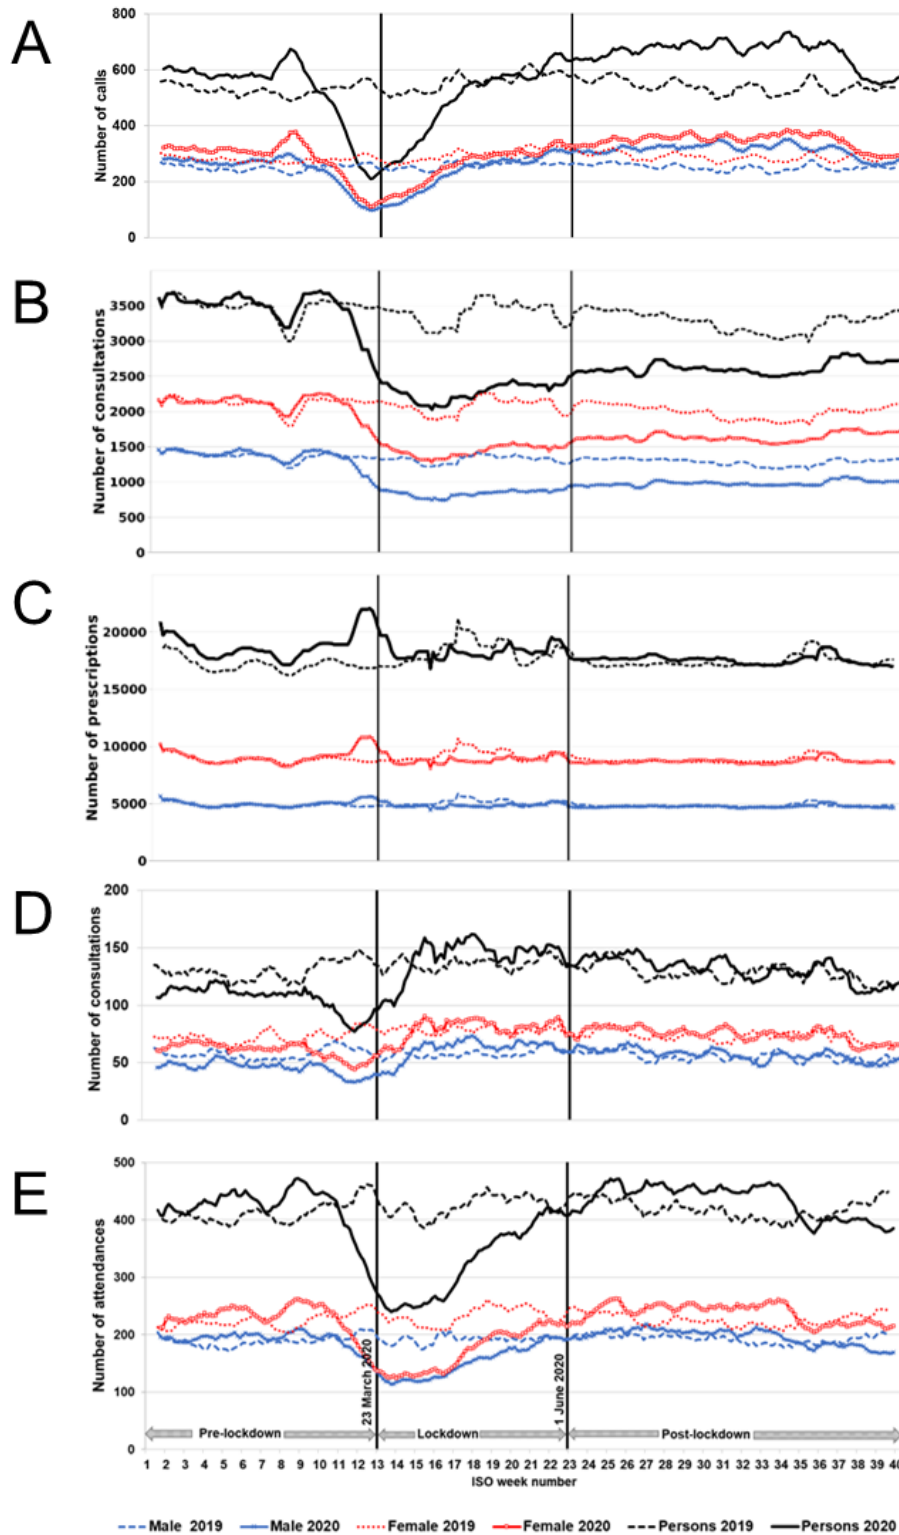 A
Number of calls
800
600
400
200
0
B
Number of consultations
3500
3000
2500
2000
1500
1000
500
0
C
Number of prescriptions
20000
15000
10000
5000
0
D
Number of consultations
200
150
100
50
0
E
Number of attendances
500
400
300
200
100
0
23 March 2020
1 June 2020
Pre-lockdown Lockdown Post-lockdown
1 2 3 4 5 6 7 8 9 10 11 12 13 14 15 16 17 18 19 20 21 22 23 24 25 26 27 28 29 30 31 32 33 34 35 36 37 38 39 40
ISO week number
Male 2019 Male 2020 Female 2019 Female 2020 Persons 2019 Persons 2020